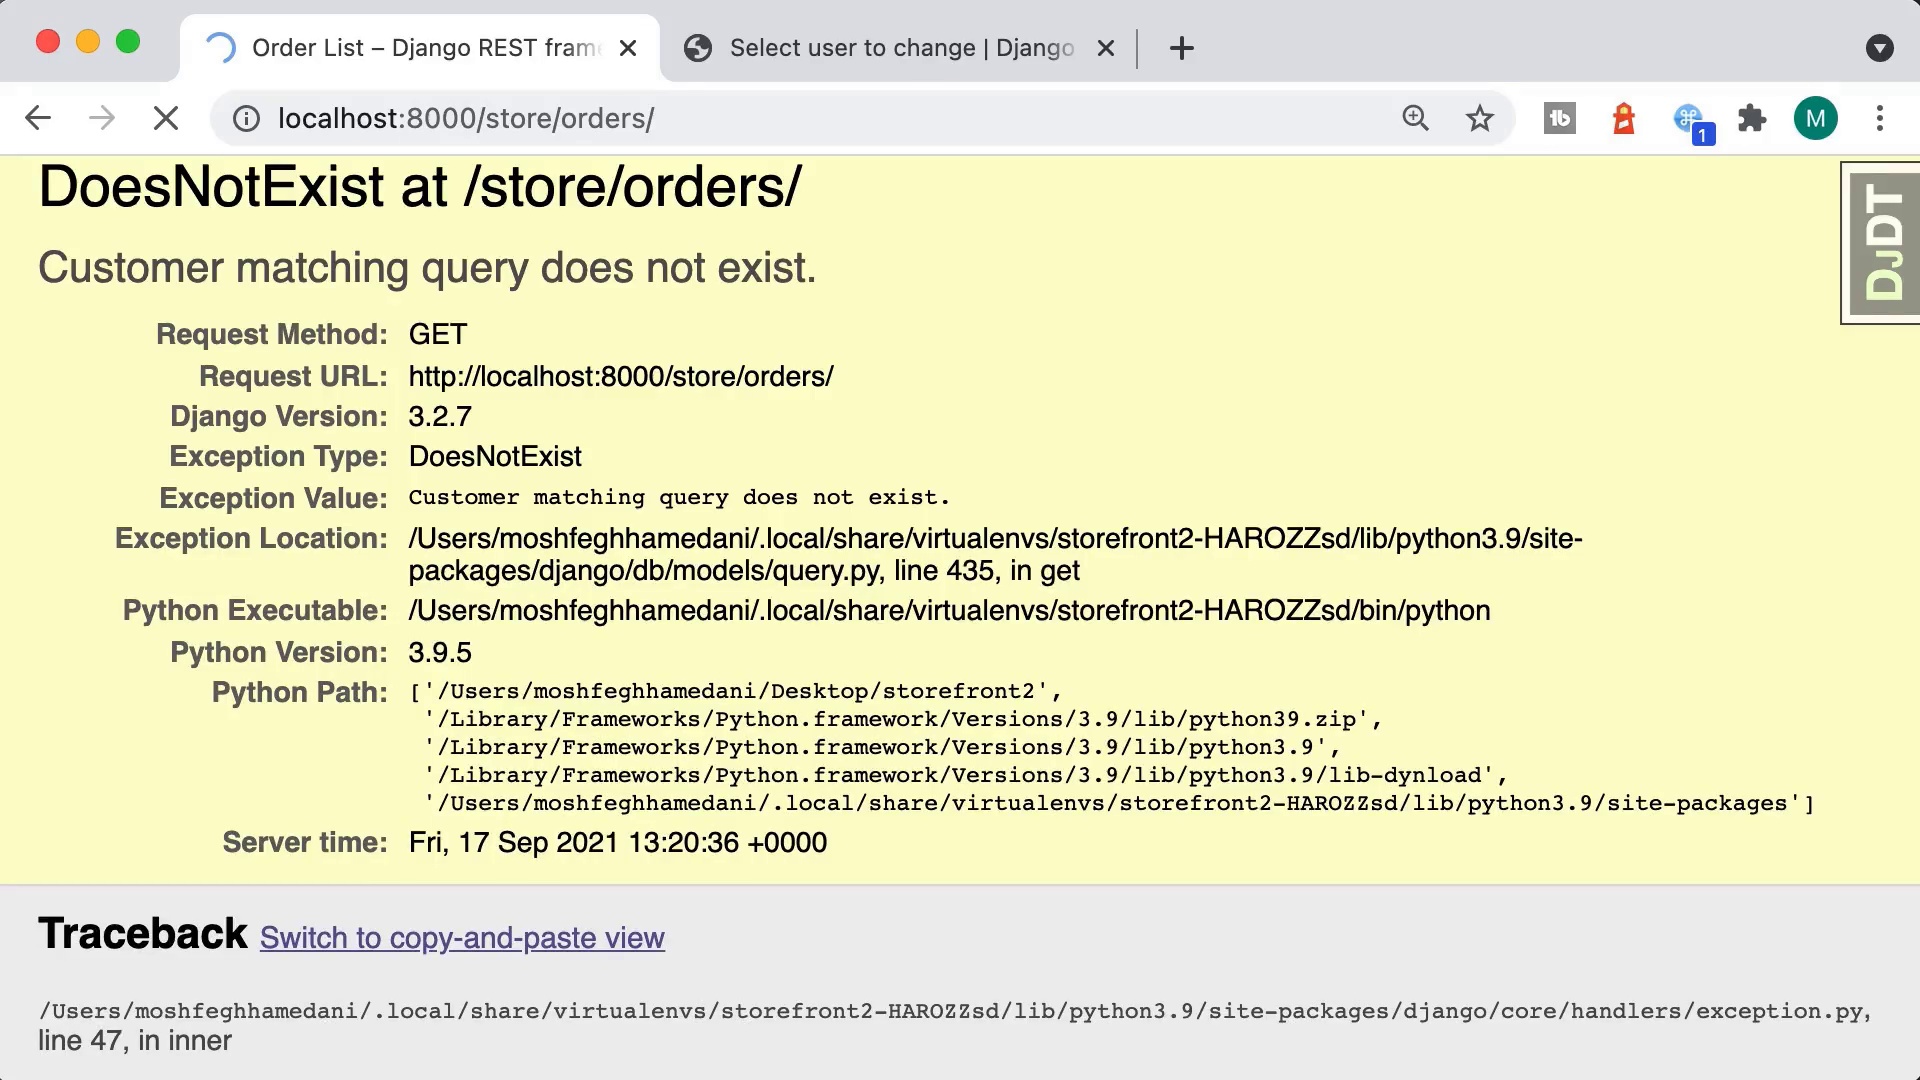 Order List – Django REST fram
Select user to change | Django
localhost:8000/store/orders/
1
M
DoesNotExist at /store/orders/
DJDT
Customer matching query does not exist.
Request Method: GET
Request URL: http://localhost:8000/store/orders/
Django Version: 3.2.7
Exception Type: DoesNotExist
Exception Value: Customer matching query does not exist.
Exception Location: /Users/moshfeghhamedani/.local/share/virtualenvs/storefront2-HAROZZsd/lib/python3.9/site-
packages/django/db/models/query.py, line 435, in get
Python Executable: /Users/moshfeghhamedani/.local/share/virtualenvs/storefront2-HAROZZsd/bin/python
Python Version: 3.9.5
Python Path: ['/Users/moshfeghhamedani/Desktop/storefront2',
'/Library/Frameworks/Python.framework/Versions/3.9/lib/python39.zip',
'/Library/Frameworks/Python.framework/Versions/3.9/lib/python3.9',
'/Library/Frameworks/Python.framework/Versions/3.9/lib/python3.9/lib-dynload',
'/Users/moshfeghhamedani/.local/share/virtualenvs/storefront2-HAROZZsd/lib/python3.9/site-packages']
Server time: Fri, 17 Sep 2021 13:20:36 +0000
Traceback Switch to copy-and-paste view
/Users/moshfeghhamedani/.local/share/virtualenvs/storefront2-HAROZZsd/lib/python3.9/site-packages/django/core/handlers/exception.py,
line 47, in inner